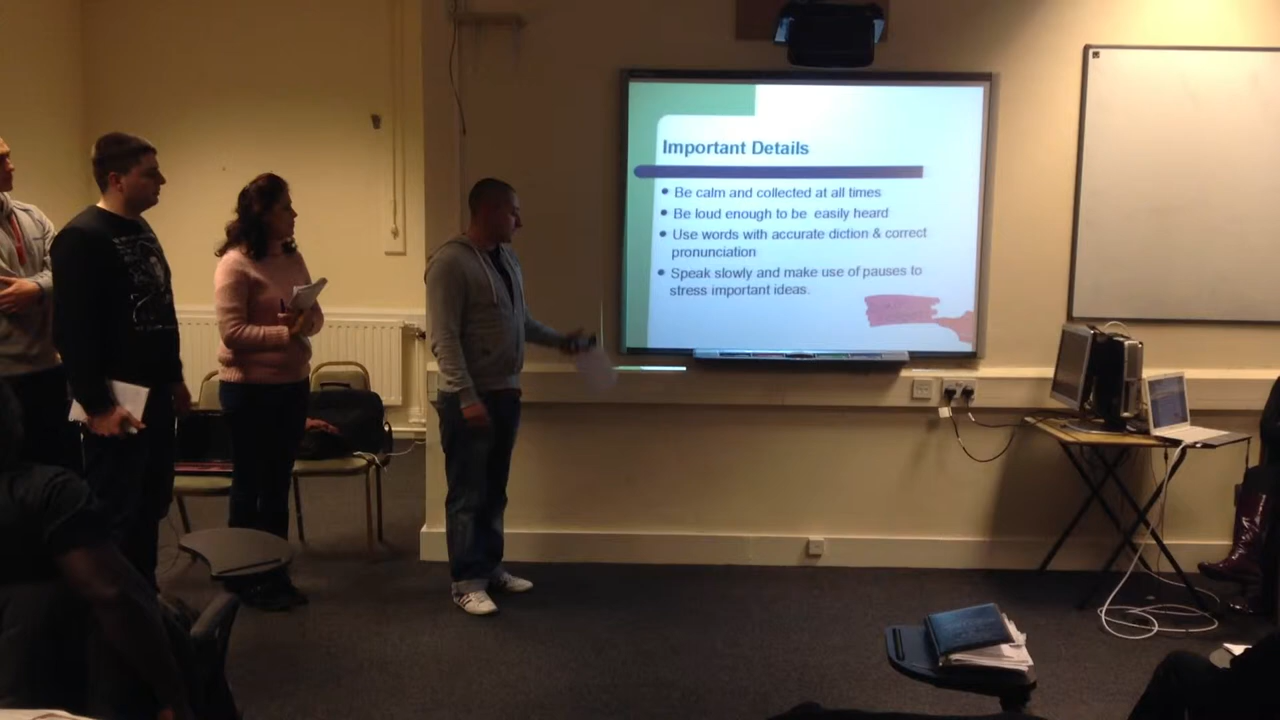 Important Details
Be calm and collected at all times
Be loud enough to be easily heard
Use words with accurate diction & correct
pronunciation
Speak slowly and make use of pauses to
stress important ideas.